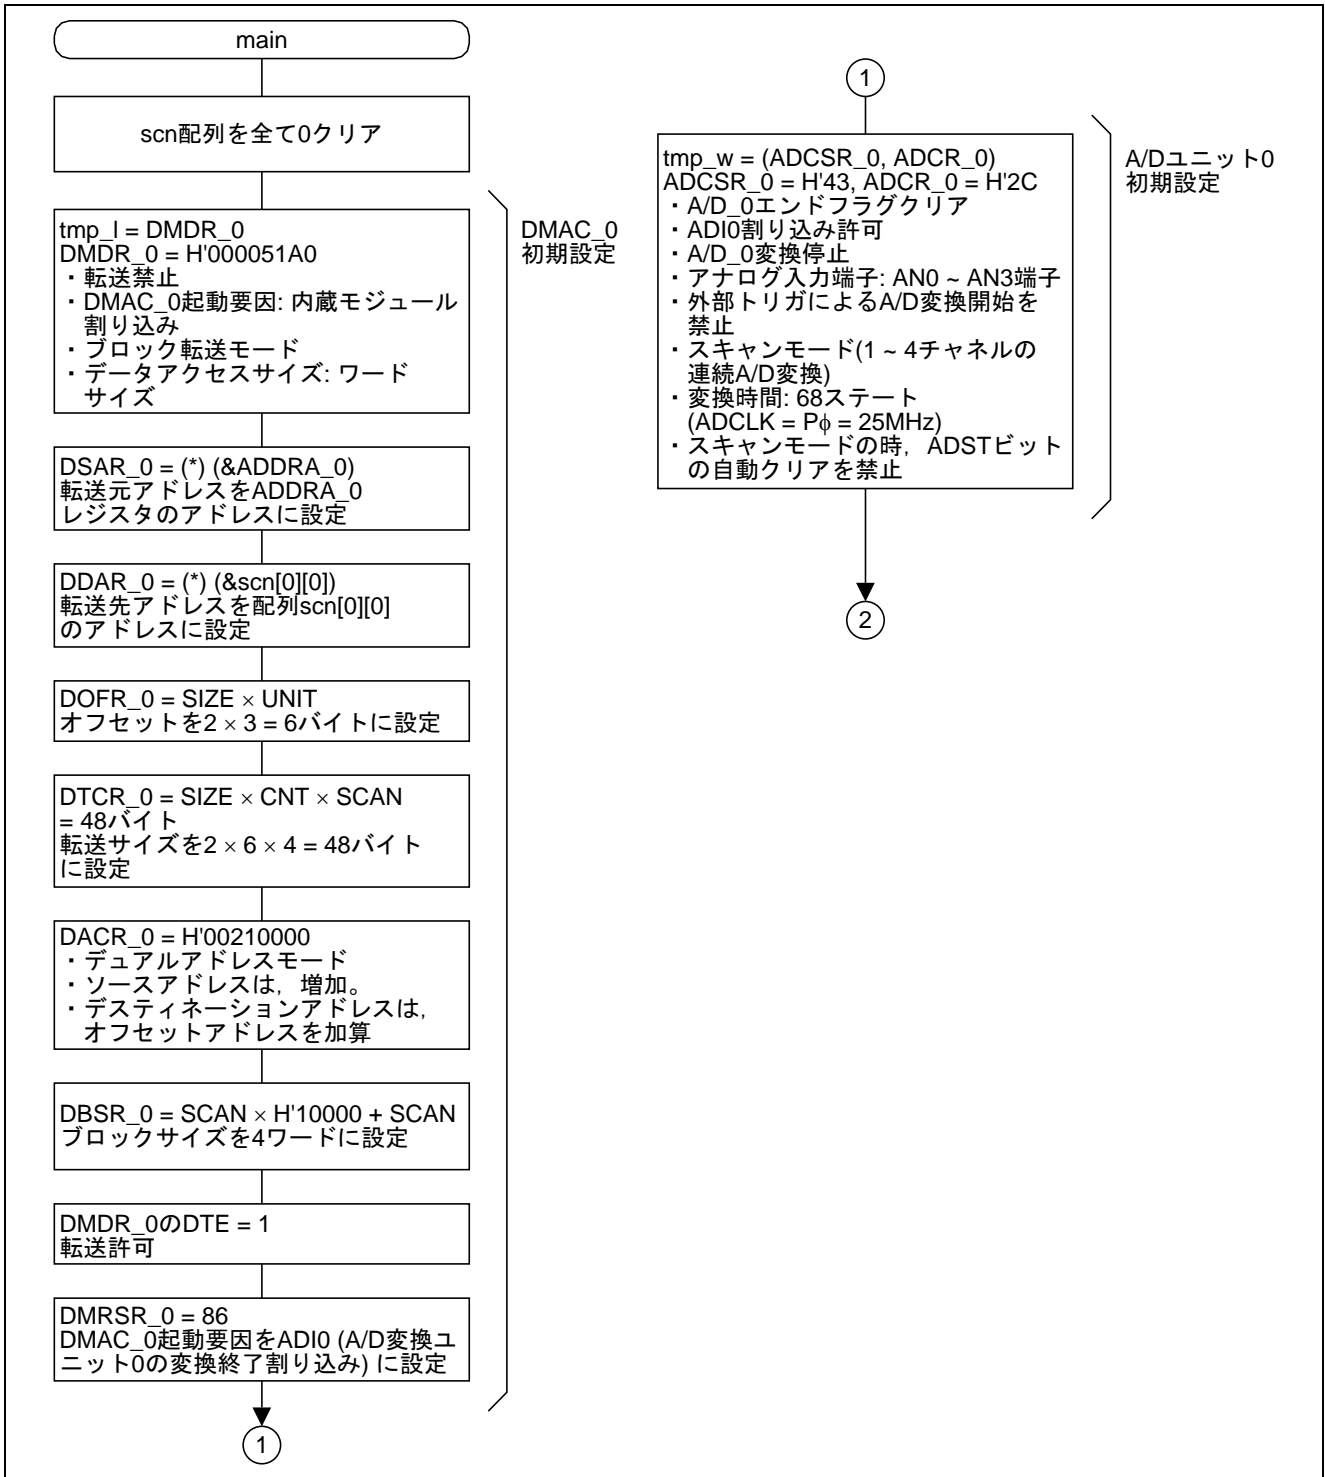 main
scn配列を全て0クリア
tmp_l = DMDR_0
DMDR_0 = H'000051A0
・転送禁止
・DMAC_0起動要因: 内蔵モジュール
割り込み
・ブロック転送モード
・データアクセスサイズ: ワード
サイズ
DMAC_0
初期設定
DSAR_0 = (*) (&ADDRA_0)
転送元アドレスをADDRA_0
レジスタのアドレスに設定
DDAR_0 = (*) (&scn[0][0])
転送先アドレスを配列scn[0][0]
のアドレスに設定
DOFR_0 = SIZE × UNIT
オフセットを2 × 3 = 6バイトに設定
DTCR_0 = SIZE × CNT × SCAN
= 48バイト
転送サイズを2 × 6 × 4 = 48バイト
に設定
DACR_0 = H'00210000
・デュアルアドレスモード
・ソースアドレスは，増加。
・デスティネーションアドレスは，
オフセットアドレスを加算
DBSR_0 = SCAN × H'10000 + SCAN
ブロックサイズを4ワードに設定
DMDR_0のDTE = 1
転送許可
DMRSR_0 = 86
DMAC_0起動要因をADI0 (A/D変換ユ
ニット0の変換終了割り込み) に設定
1
1
tmp_w = (ADCSR_0, ADCR_0)
ADCSR_0 = H'43, ADCR_0 = H'2C
・A/D_0エンドフラグクリア
・ADI0割り込み許可
・A/D_0変換停止
・アナログ入力端子: AN0 ~ AN3端子
・外部トリガによるA/D変換開始を
禁止
・スキャンモード(1 ~ 4チャネルの
連続A/D変換)
・変換時間: 68ステート
(ADCLK = Pϕ = 25MHz)
・スキャンモードの時，ADSTビット
の自動クリアを禁止
A/Dユニット0
初期設定
2